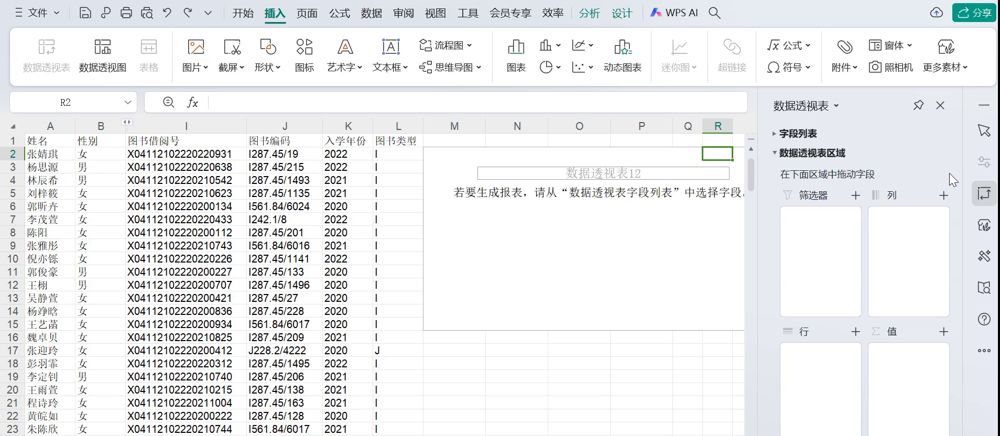 文件 开始 插入 页面 公式 数据 审阅 视图 工具 会员专享 效率 分析 设计 WPS AI 分享
数据透视表 数据透视图 表格 图片 截屏 形状 图标 艺术字 文本框 流程图 思维导图 图表 动态图表 迷你图 超链接 公式 符号 附件 窗体 照相机 更多素材
R2 fx
数据透视表
A B I J K L M N O P Q R
字段列表
数据透视表区域
在下面区域中拖动字段
筛选器 列
行 值
1 姓名 性别 图书借阅号 图书编码 入学年份 图书类型
2 张婧琪 女 X04112102220220931 I287.45/19 2022 I
3 杨思源 男 X04112102220220638 I287.45/215 2022 I
4 林辰希 男 X04112102220210542 I287.45/1493 2021 I
5 刘梓筱 女 X04112102220210623 I287.45/1135 2021 I
6 郭昕卉 女 X04112102220200134 I561.84/6024 2020 I
7 李茂萱 女 X04112102220220433 I242.1/8 2022 I
8 陈阳 女 X04112102220200112 I287.45/201 2020 I
9 张雅彤 女 X04112102220210743 I561.84/6016 2021 I
10 倪亦铄 女 X04112102220220226 I287.45/1141 2022 I
11 郭俊豪 男 X04112102220200227 I287.45/133 2020 I
12 王栩 男 X04112102220200707 I287.45/1496 2020 I
13 吴静萱 女 X04112102220200421 I287.45/27 2020 I
14 杨竫晗 女 X04112102220200836 I287.45/228 2020 I
15 王艺菡 女 X04112102220200934 I561.84/6017 2020 I
16 魏卓贝 女 X04112102220210825 I287.45/209 2021 I
17 张迎玲 女 X04112102220200412 J228.2/4222 2020 J
18 彭羽霏 女 X04112102220220312 I287.45/1495 2022 I
19 李定钊 男 X04112102220210740 I287.45/206 2021 I
20 王雨萱 女 X04112102220210215 I287.45/138 2021 I
21 程诗玲 女 X04112102220211004 I287.45/163 2021 I
22 黄皖如 女 X04112102220200222 I287.45/128 2020 I
23 朱陈欣 女 X04112102220210744 I561.84/6017 2021 I
数据透视表12
若要生成报表，请从“数据透视表字段列表”中选择字段。